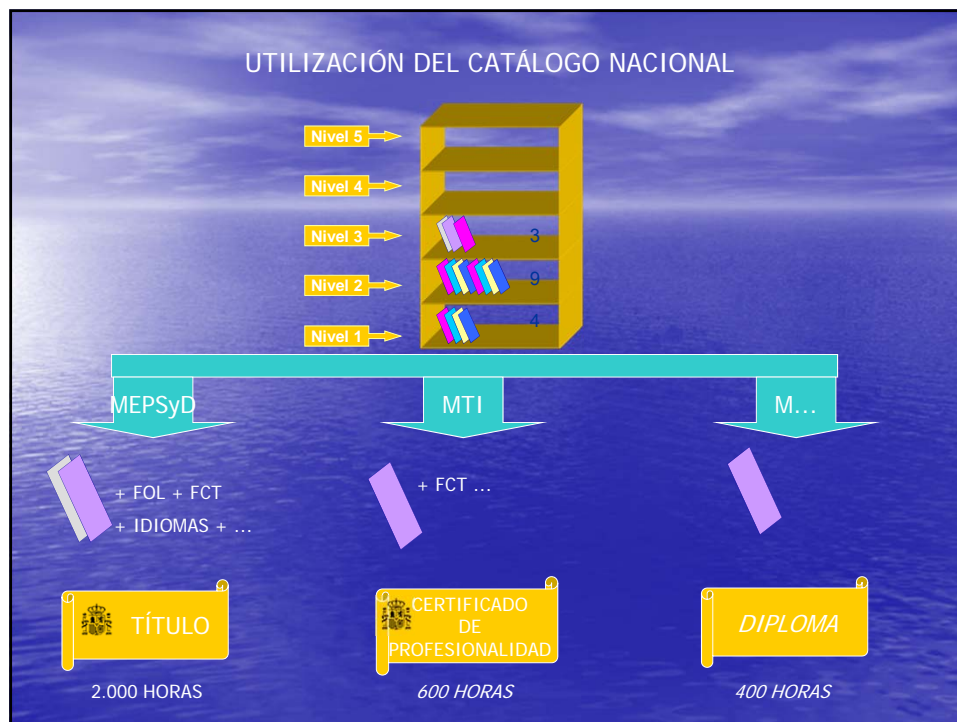 UTILIZACIÓN DEL CATÁLOGO NACIONAL
Nivel 5
Nivel 4
Nivel 3
3
Nivel 2
9
Nivel 1
4
MEPSyD
MTI
M...
+ FOL + FCT
+ IDIOMAS + ...
+ FCT ...
TÍTULO
CERTIFICADO
DE
PROFESIONALIDAD
DIPLOMA
2.000 HORAS
600 HORAS
400 HORAS